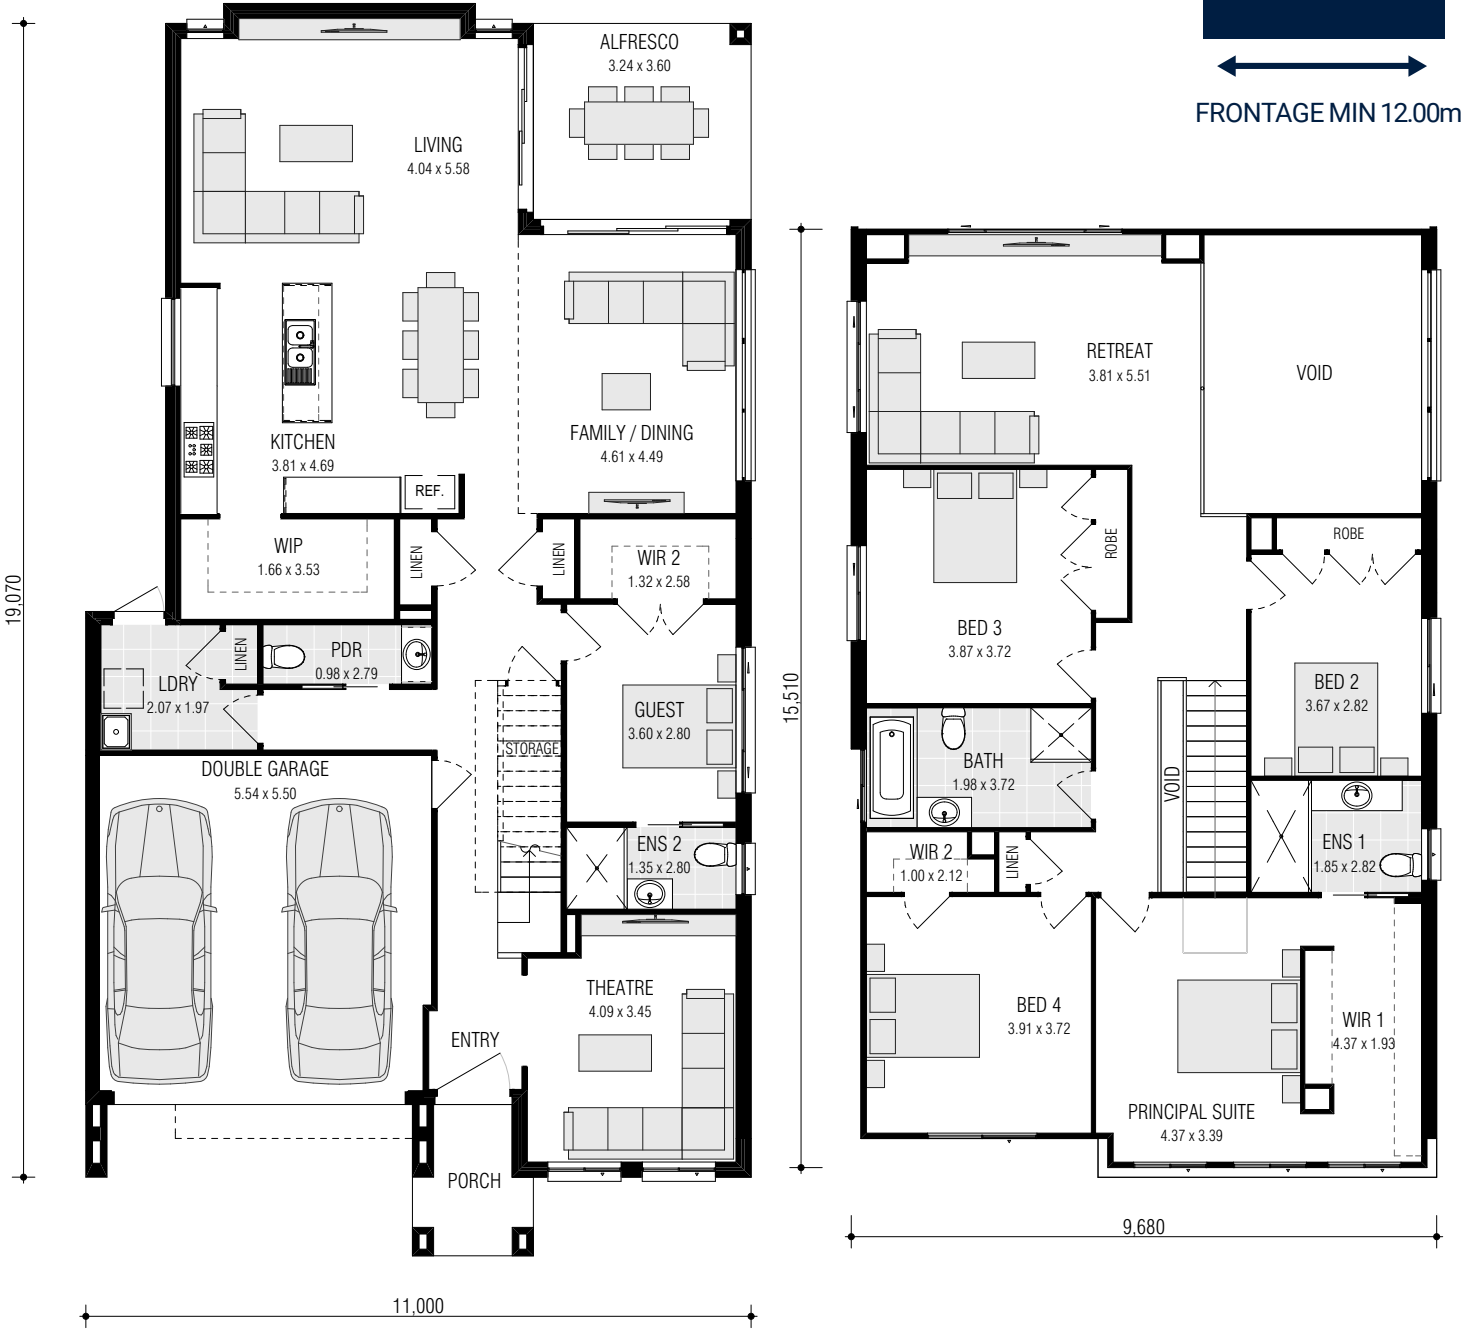 FRONTAGE MIN 12.00m
ALFRESCO
3.24 x 3.60
LIVING
4.04 x 5.58
KITCHEN
3.81 x 4.69
REF.
FAMILY / DINING
4.61 x 4.49
WIP
1.66 x 3.53
LINEN
LINEN
WIR 2
1.32 x 2.58
LINEN
PDR
0.98 x 2.79
LDRY
2.07 x 1.97
GUEST
3.60 x 2.80
STORAGE
DOUBLE GARAGE
5.54 x 5.50
ENS 2
1.35 x 2.80
THEATRE
4.09 x 3.45
ENTRY
PORCH
19,070
11,000
RETREAT
3.81 x 5.51
VOID
ROBE
ROBE
BED 3
3.87 x 3.72
BED 2
3.67 x 2.82
BATH
1.98 x 3.72
VOID
ENS 1
1.85 x 2.82
WIR 2
1.00 x 2.12
LINEN
BED 4
3.91 x 3.72
WIR 1
4.37 x 1.93
PRINCIPAL SUITE
4.37 x 3.39
15,510
9,680